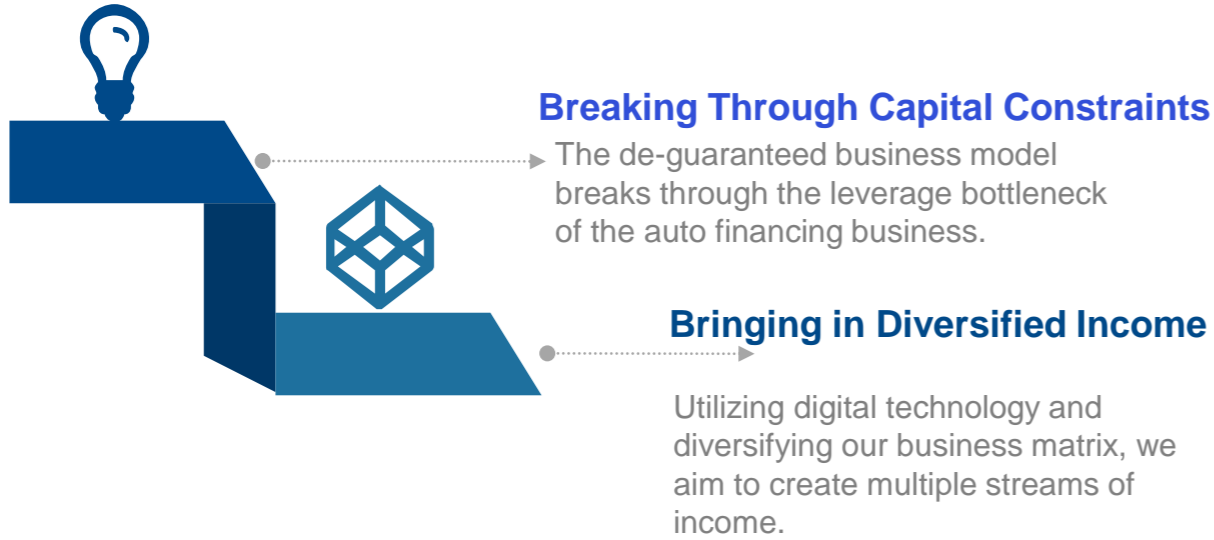 Breaking Through Capital Constraints
The de-guaranteed business model
breaks through the leverage bottleneck
of the auto financing business.
Bringing in Diversified Income
Utilizing digital technology and
diversifying our business matrix, we
aim to create multiple streams of
income.